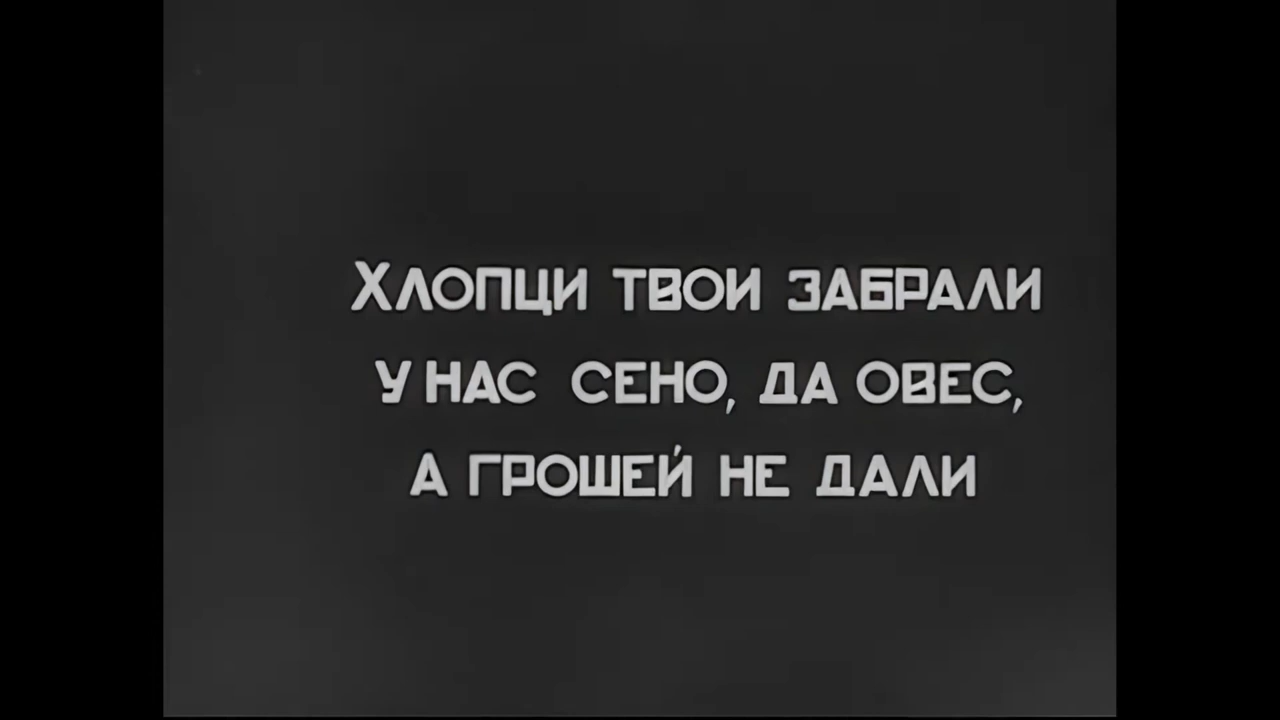 ХЛОПЦИ ТВОИ ЗАБРАЛИ
У НАС СЕНО, ДА ОВЕС,
А ГРОШЕЙ НЕ ДАЛИ